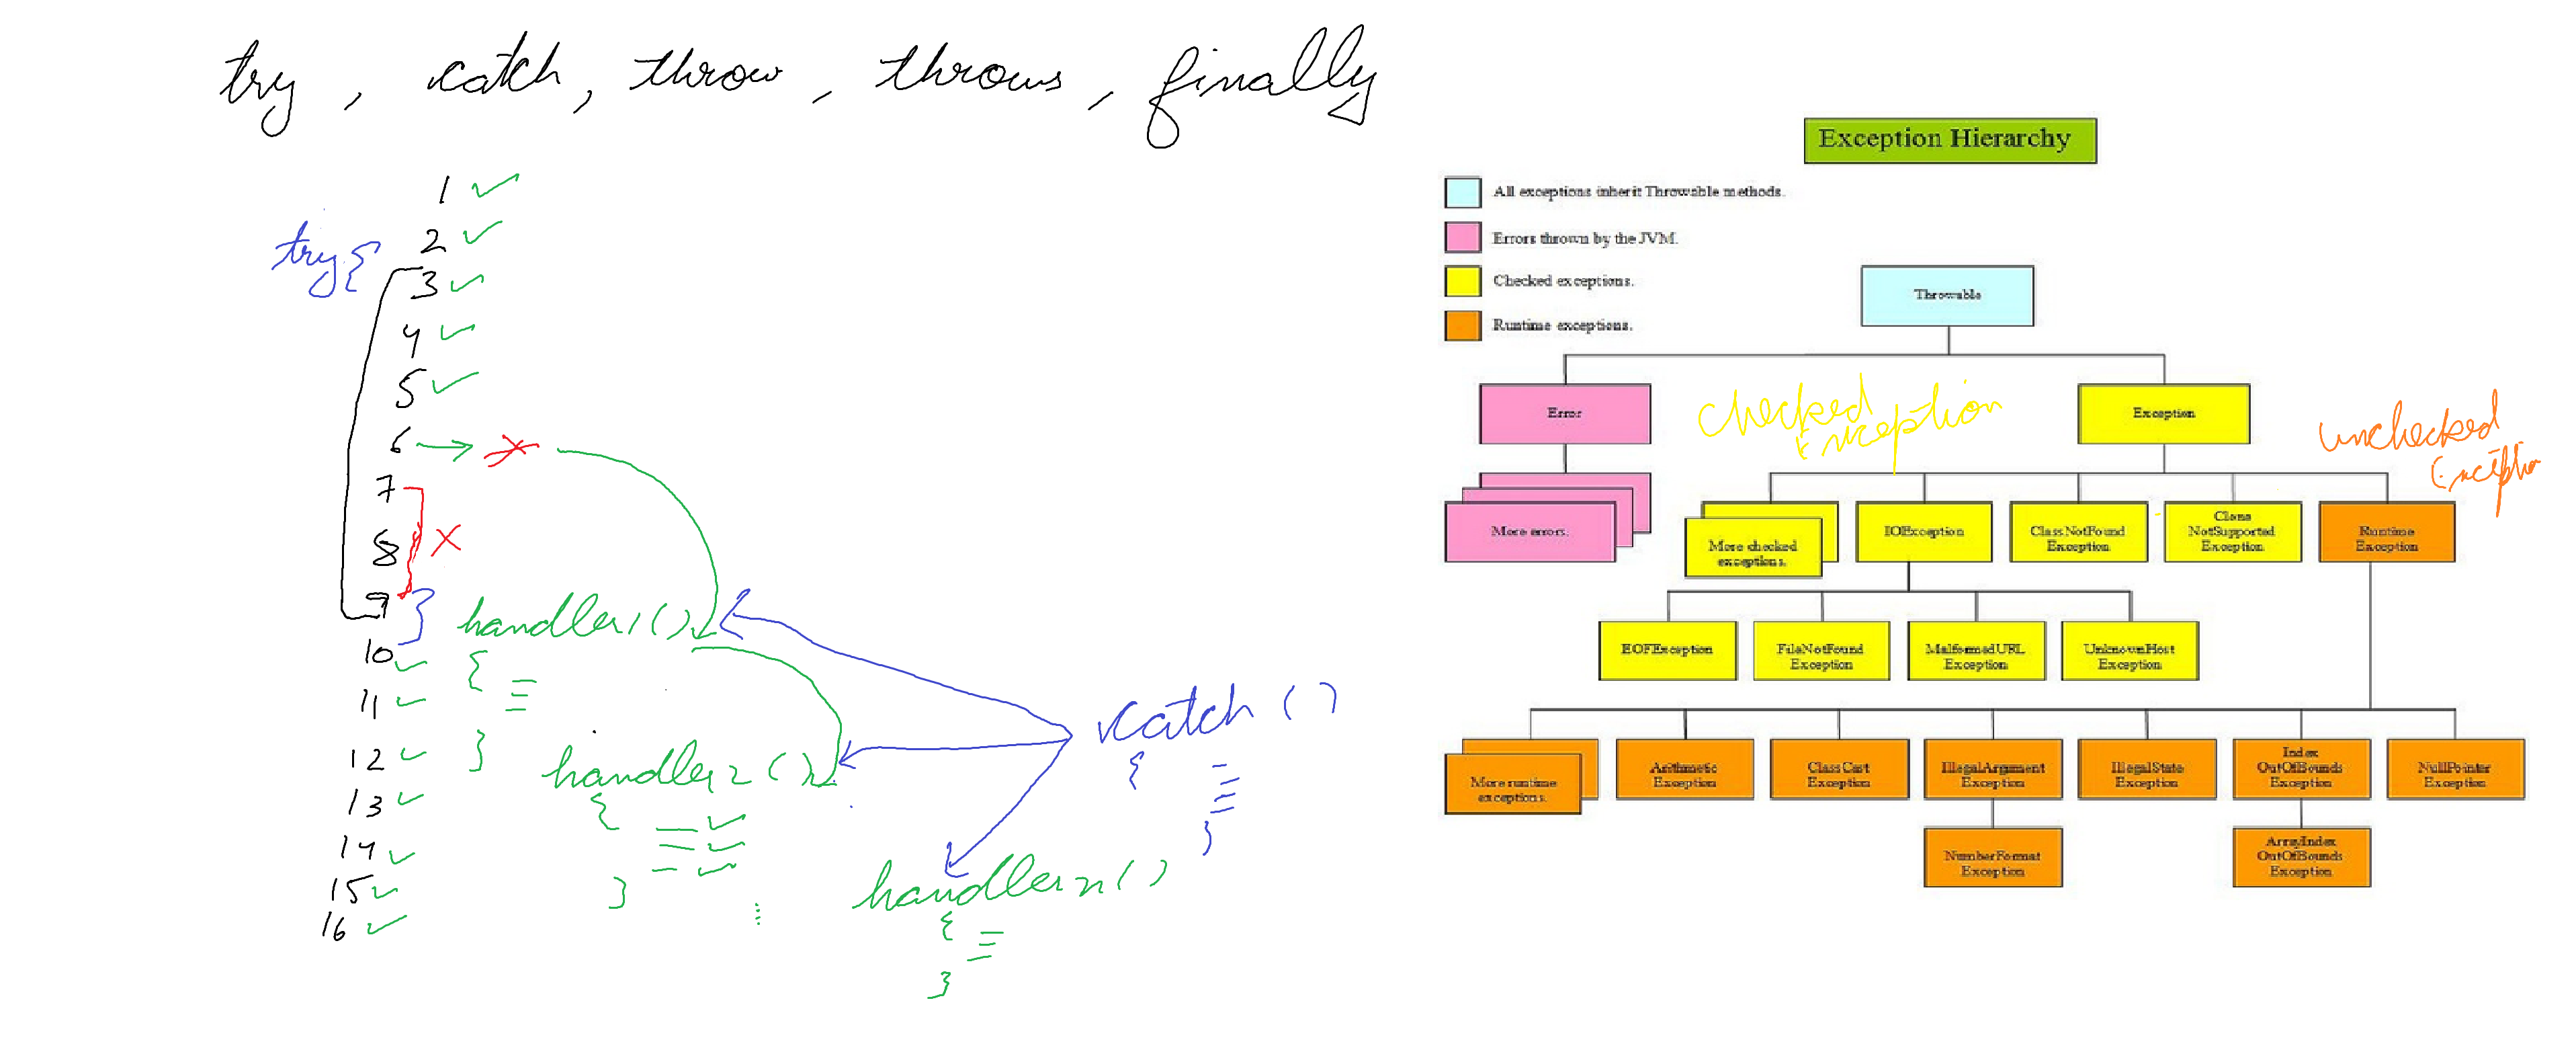 try , catch , throw , throws , finally
1
2
try {
3
4
5
6
7
8
9
}
handler1()
10
{
11
}
12
handler2()
{
13
14
}
15
16
handlern()
{
}
catch ()
{
}
Exception Hierarchy
All exceptions inherit Throwable methods.
Errors thrown by the JVM.
Checked exceptions.
Runtime exceptions.
Throwable
Error
checked
Exception
Exception
unchecked
Exception
More errors.
More checked
exceptions.
IOException
ClassNotFound
Exception
Clone
NotSupported
Exception
Runtime
Exception
EOFException
FileNotFound
Exception
MalformedURL
Exception
UnknownHost
Exception
More runtime
exceptions.
Arithmetic
Exception
ClassCast
Exception
IllegalArgument
Exception
IllegalState
Exception
Index
OutOfBounds
Exception
NullPointer
Exception
NumberFormat
Exception
ArrayIndex
OutOfBounds
Exception